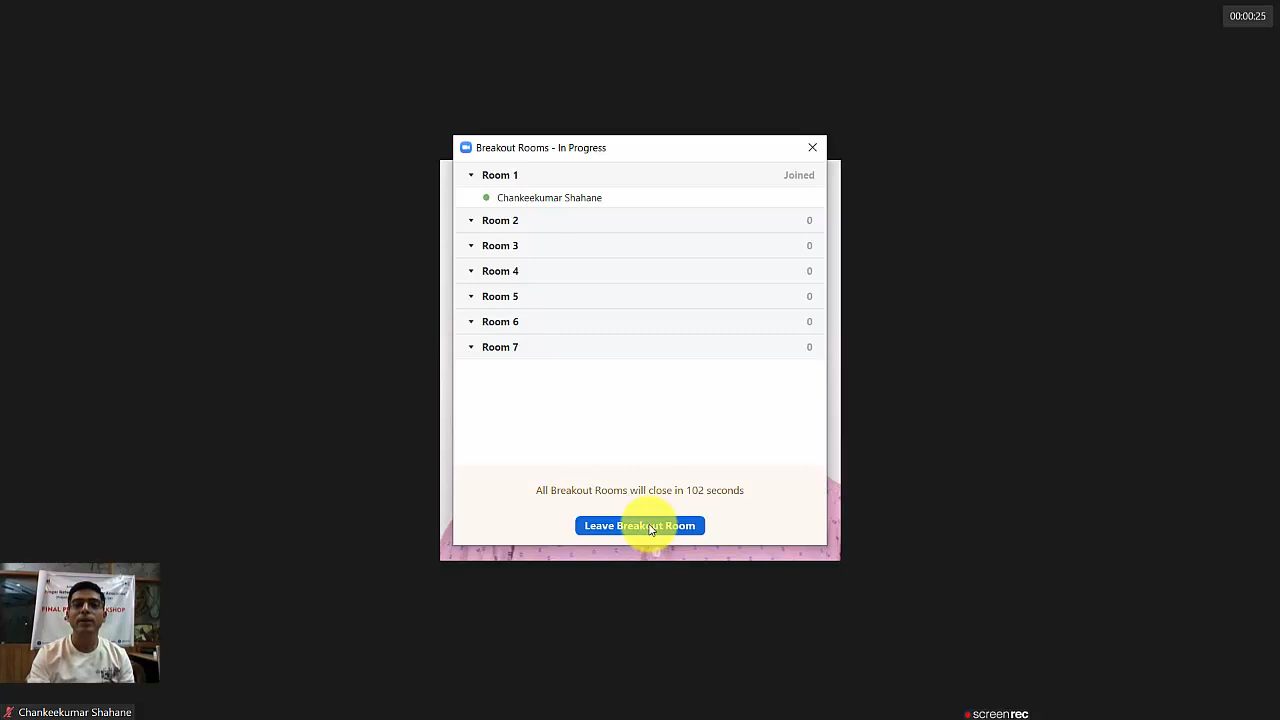 00:00:25
Breakout Rooms - In Progress
Room 1 Joined
Chankeekumar Shahane
Room 2 0
Room 3 0
Room 4 0
Room 5 0
Room 6 0
Room 7 0
All Breakout Rooms will close in 102 seconds
Leave Breakout Room
Chankeekumar Shahane
screenrec